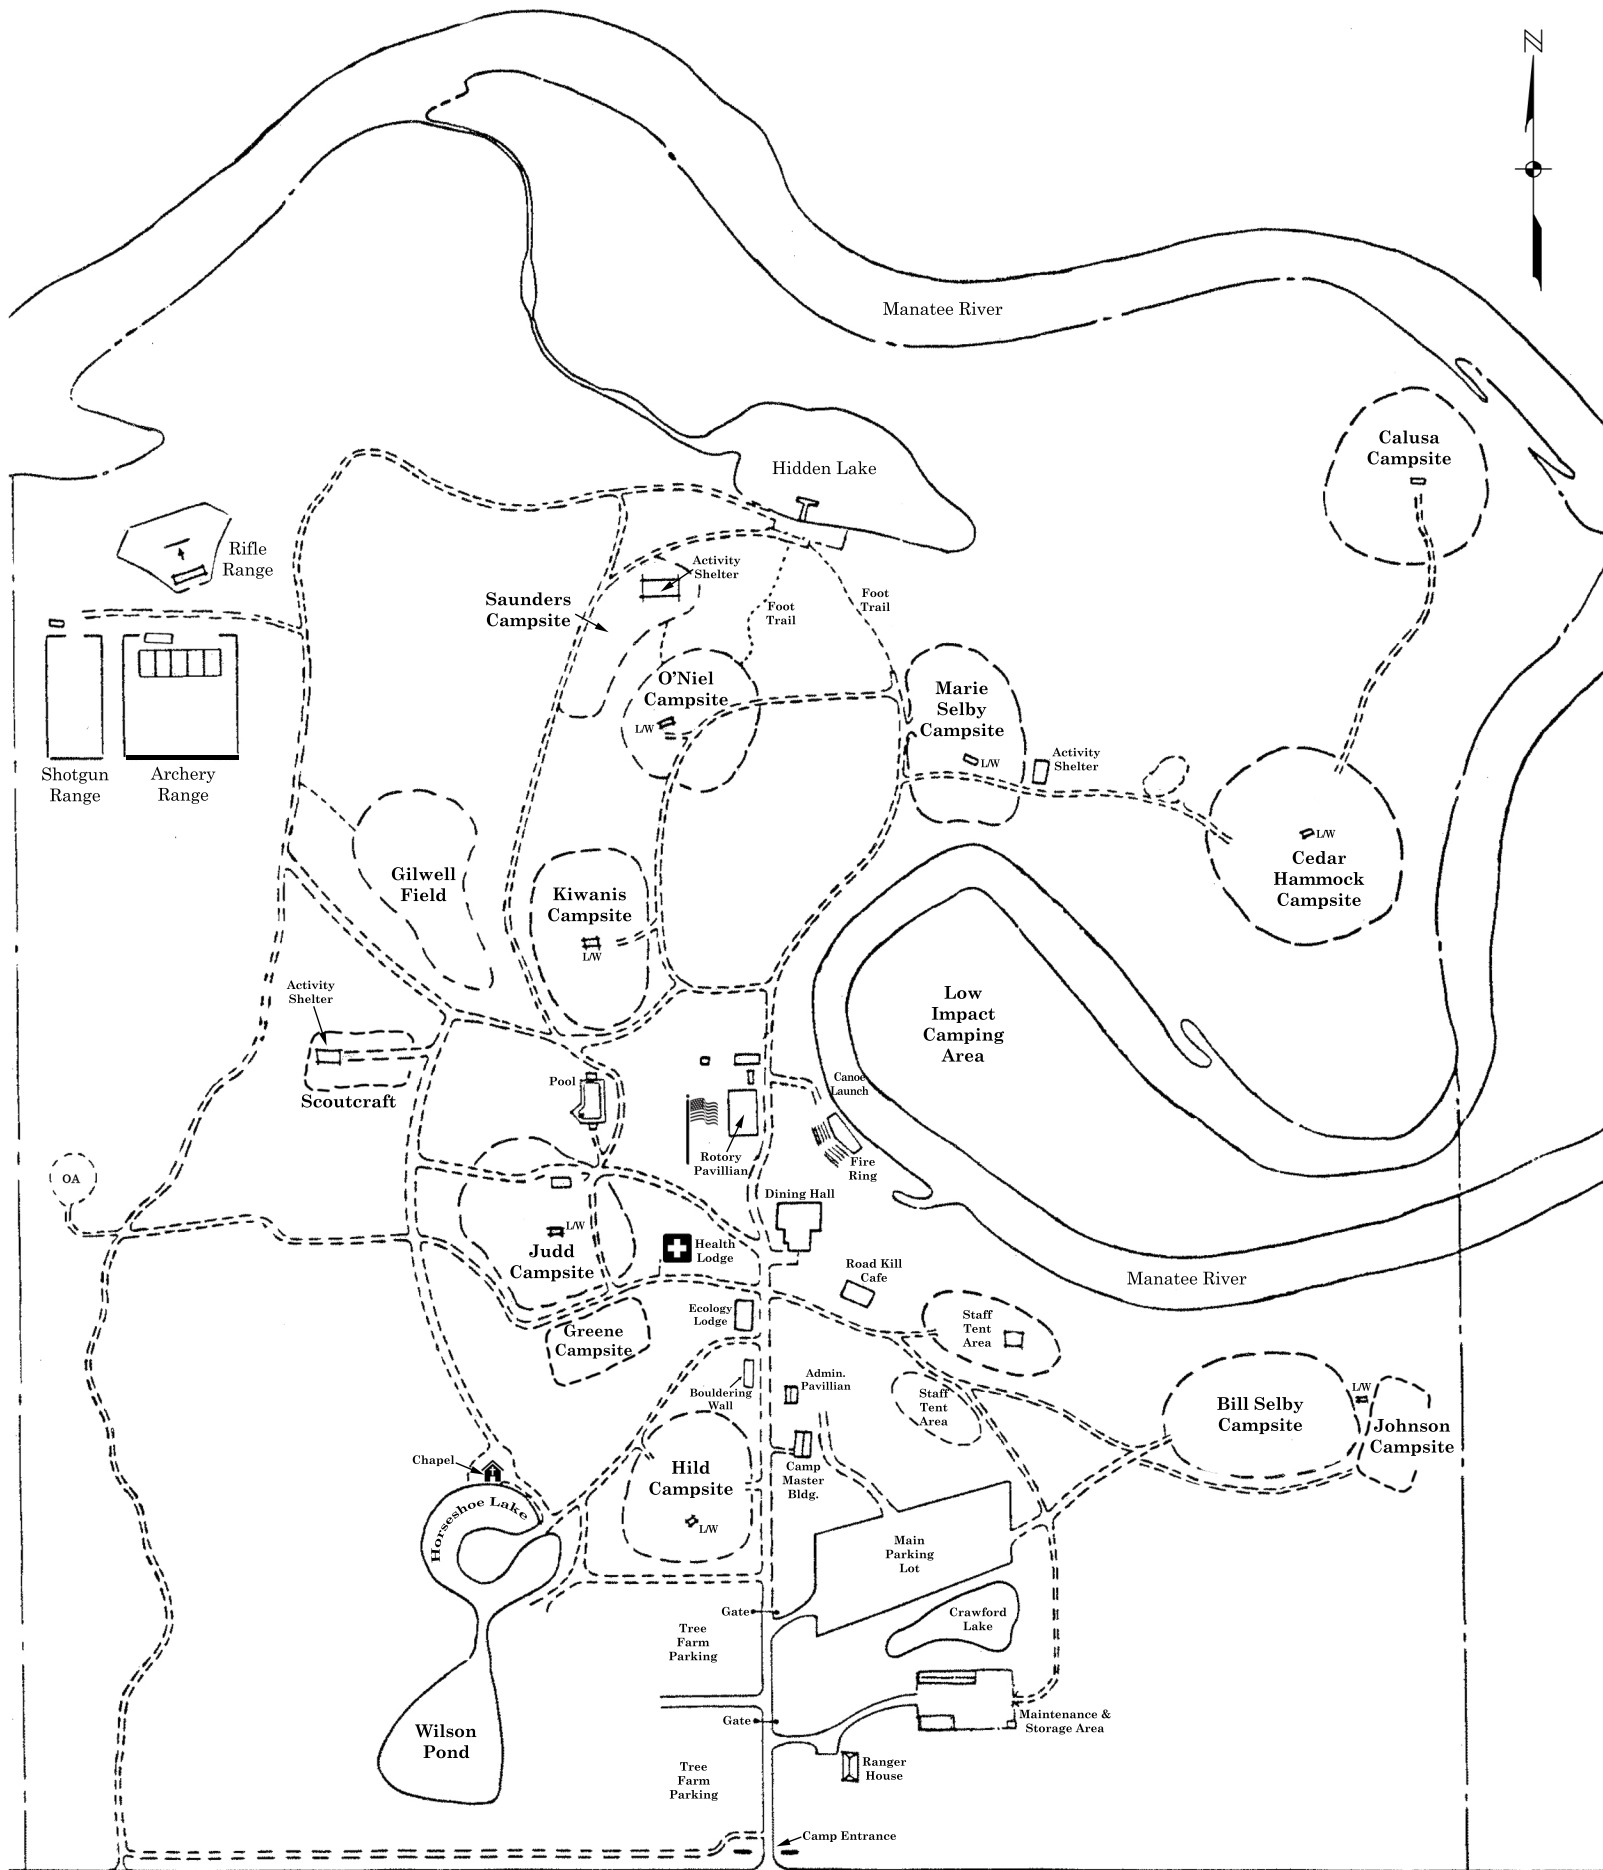 N
Manatee River
Calusa
Campsite
Hidden Lake
Rifle
Range
Activity
Shelter
Saunders
Campsite
Foot
Trail
Foot
Trail
O'Niel
Campsite
L/W
Marie
Selby
Campsite
L/W
Activity
Shelter
Shotgun
Range
Archery
Range
L/W
Cedar
Hammock
Campsite
Gilwell
Field
Kiwanis
Campsite
L/W
Low
Impact
Camping
Area
Activity
Shelter
Scoutcraft
Pool
Canoe
Launch
Rotory
Pavillian
Fire
Ring
OA
Dining Hall
L/W
Judd
Campsite
Health
Lodge
Road Kill
Cafe
Manatee River
Ecology
Lodge
Greene
Campsite
Staff
Tent
Area
Bouldering
Wall
Admin.
Pavillian
Staff
Tent
Area
Bill Selby
Campsite
L/W
Johnson
Campsite
Chapel
Hild
Campsite
L/W
Camp
Master
Bldg.
Horseshoe Lake
Main
Parking
Lot
Gate
Crawford
Lake
Tree
Farm
Parking
Wilson
Pond
Gate
Maintenance &
Storage Area
Ranger
House
Tree
Farm
Parking
Camp Entrance